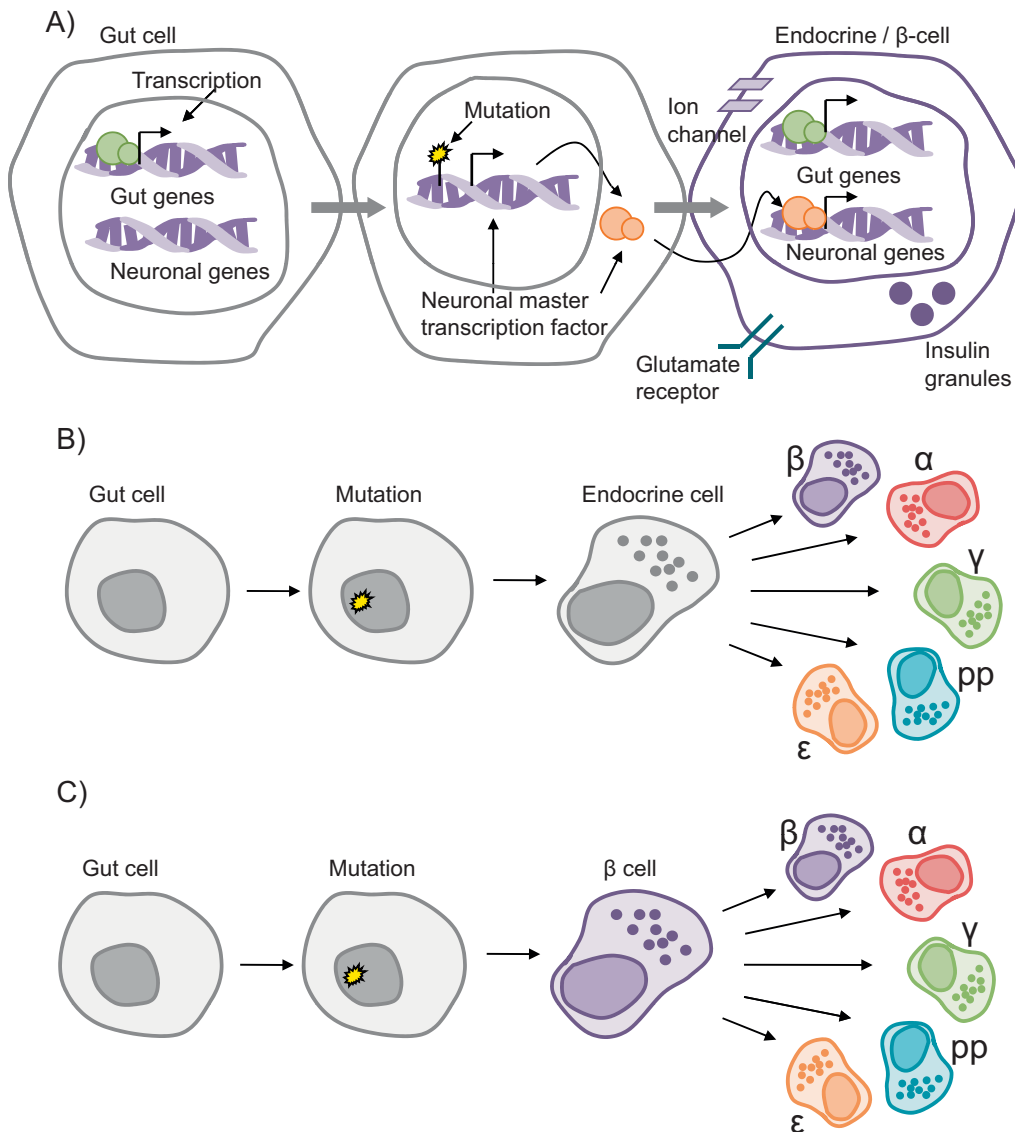 A)
Gut cell
Transcription
Gut genes
Neuronal genes
Mutation
Neuronal master
transcription factor
Endocrine / β-cell
Ion
channel
Gut genes
Neuronal genes
Glutamate
receptor
Insulin
granules
B)
Gut cell
Mutation
Endocrine cell
β
α
γ
pp
ε
C)
Gut cell
Mutation
β cell
β
α
γ
pp
ε